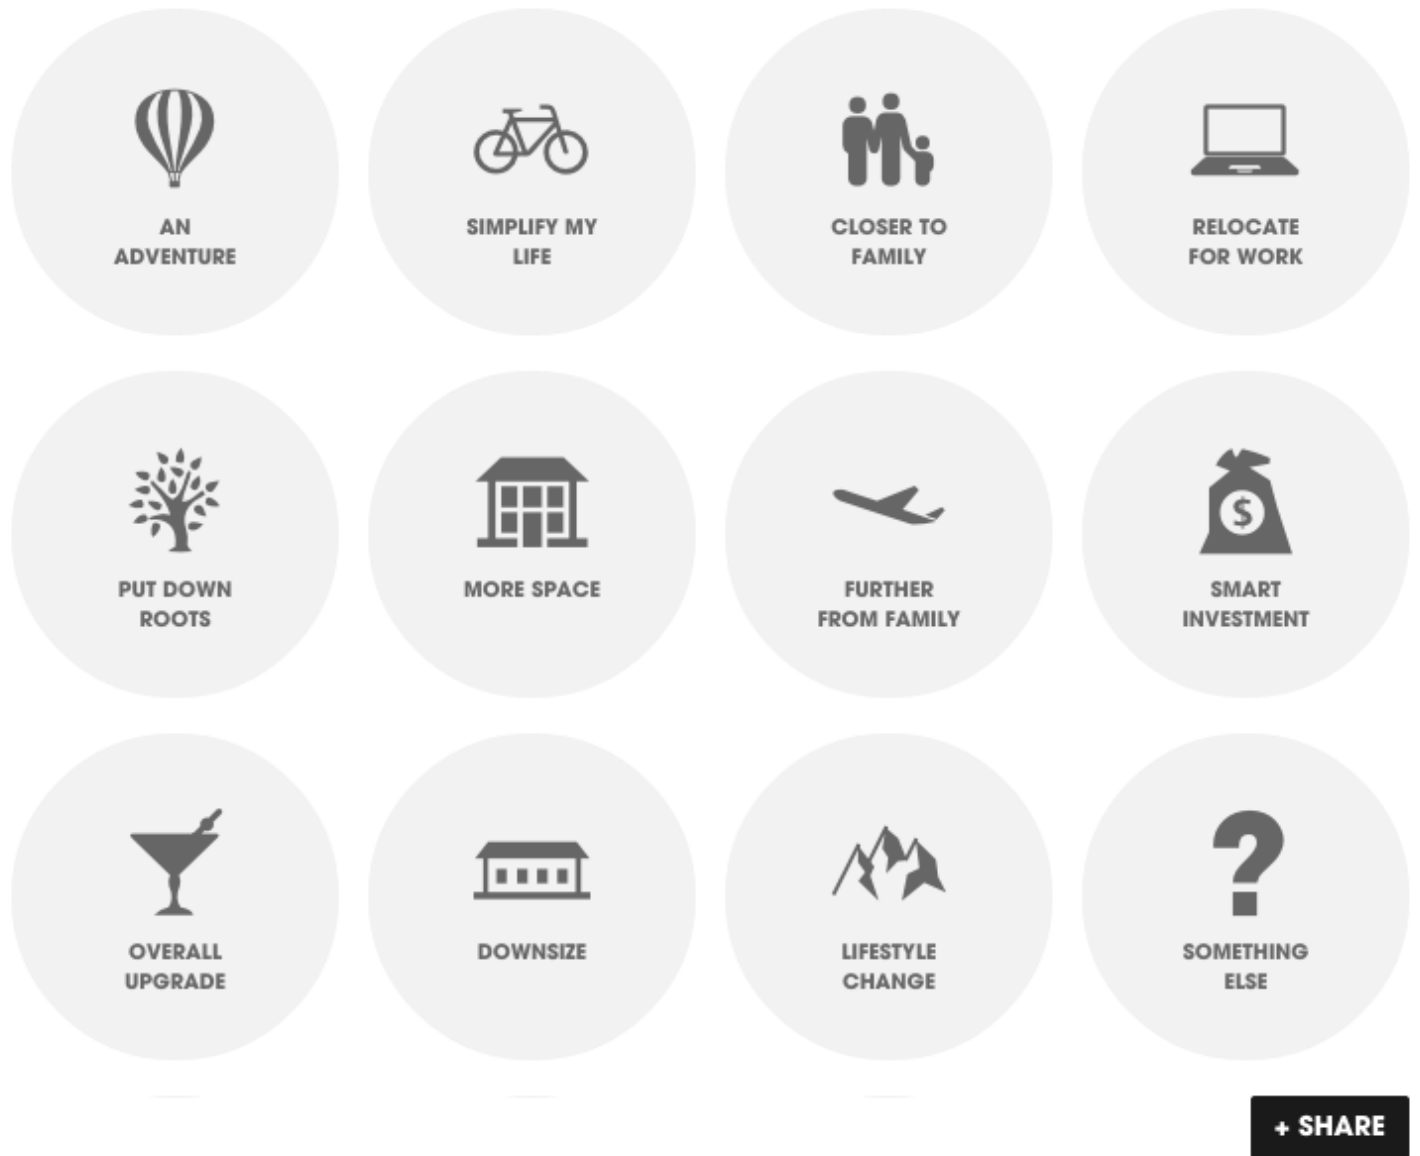 AN
ADVENTURE
SIMPLIFY MY
LIFE
CLOSER TO
FAMILY
RELOCATE
FOR WORK
PUT DOWN
ROOTS
MORE SPACE
FURTHER
FROM FAMILY
$
SMART
INVESTMENT
OVERALL
UPGRADE
DOWNSIZE
LIFESTYLE
CHANGE
?
SOMETHING
ELSE
+ SHARE